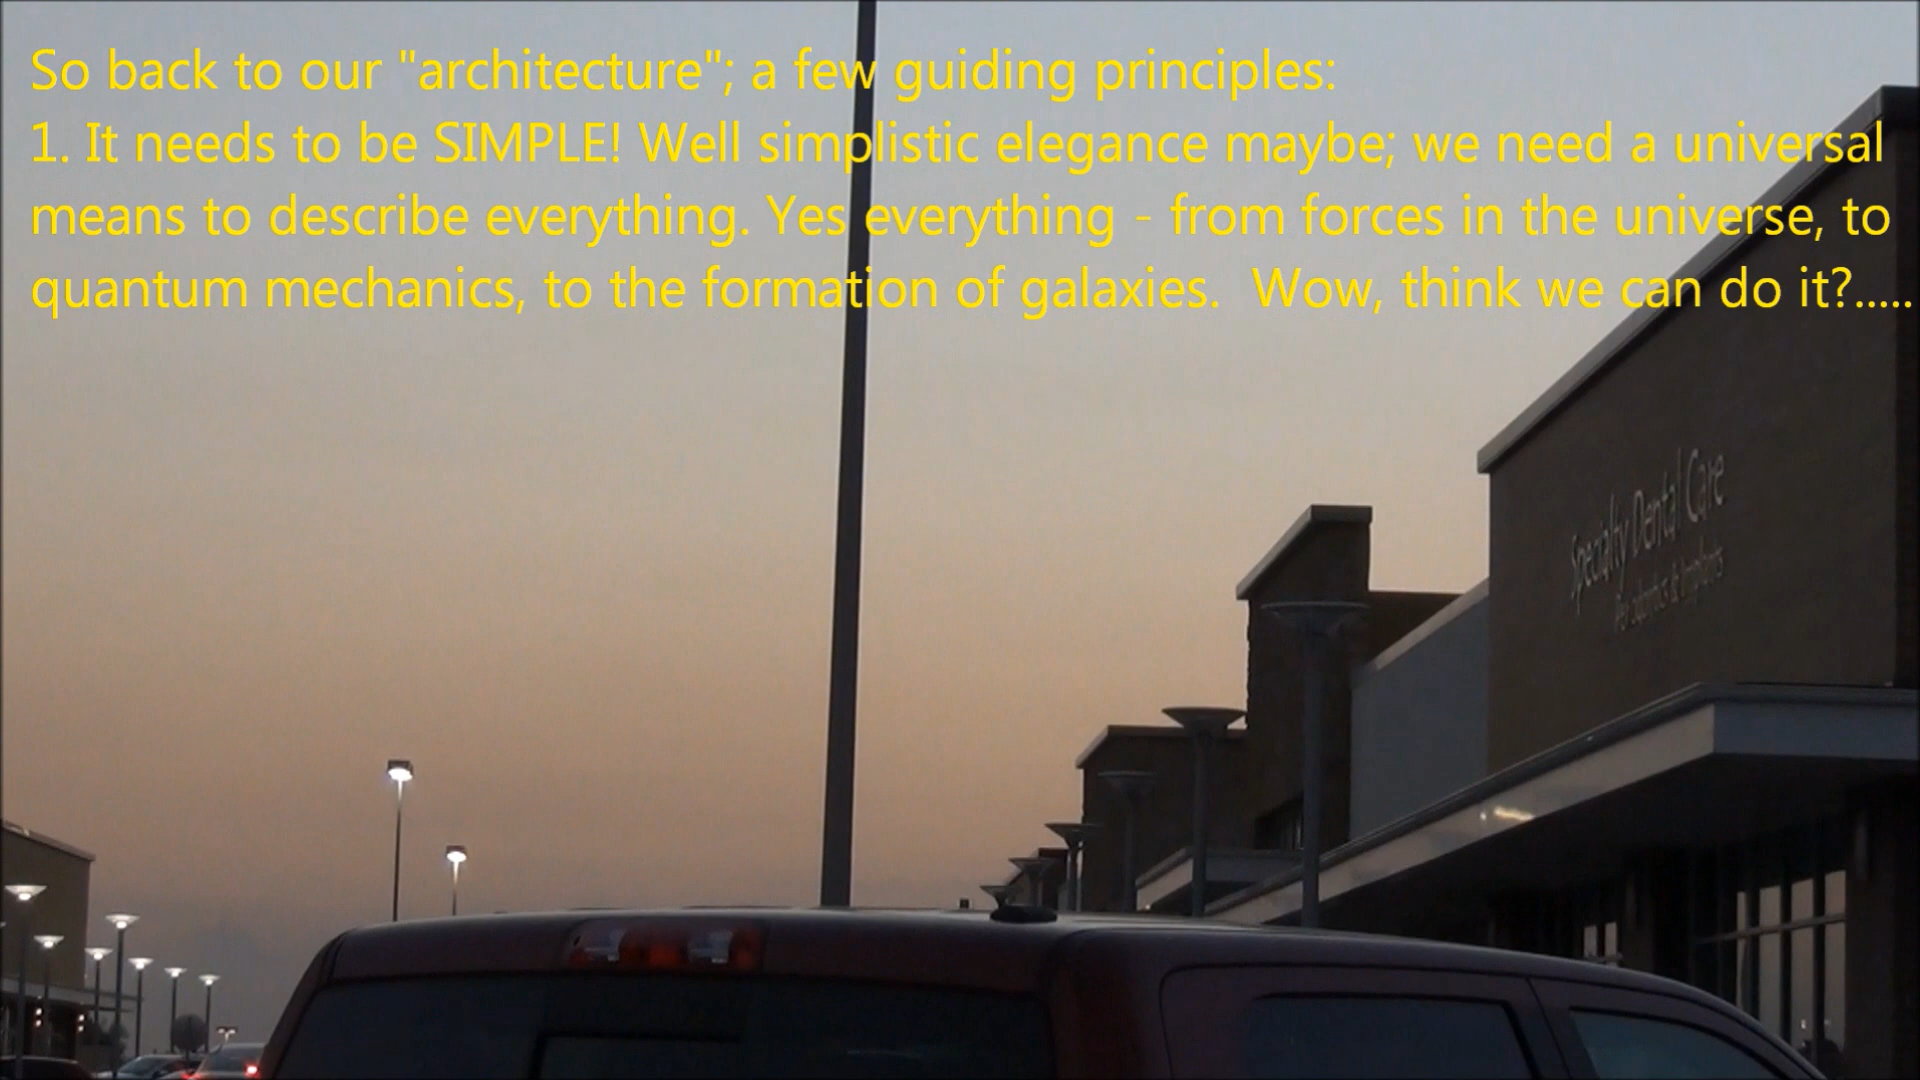 So back to our "architecture"; a few guiding principles:
1. It needs to be SIMPLE! Well simplistic elegance maybe; we need a universal
means to describe everything. Yes everything - from forces in the universe, to
quantum mechanics, to the formation of galaxies.  Wow, think we can do it?.....
Specialty Dental Care
Periodontics & Implants